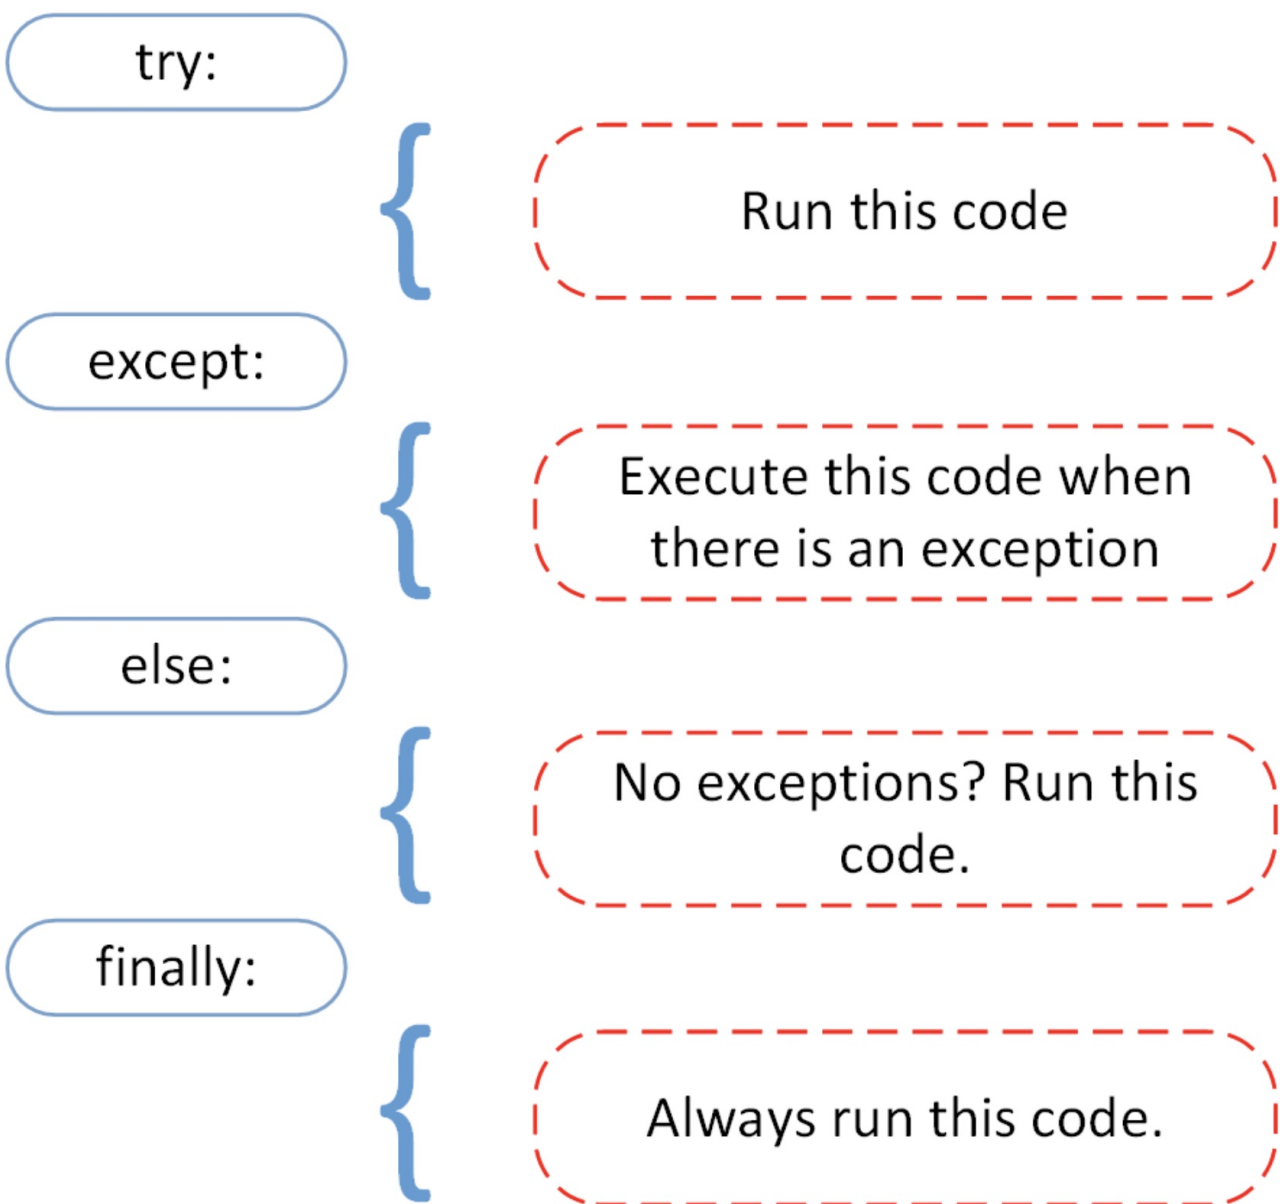 try:
Run this code
except:
Execute this code when
there is an exception
else:
No exceptions? Run this
code.
finally:
Always run this code.